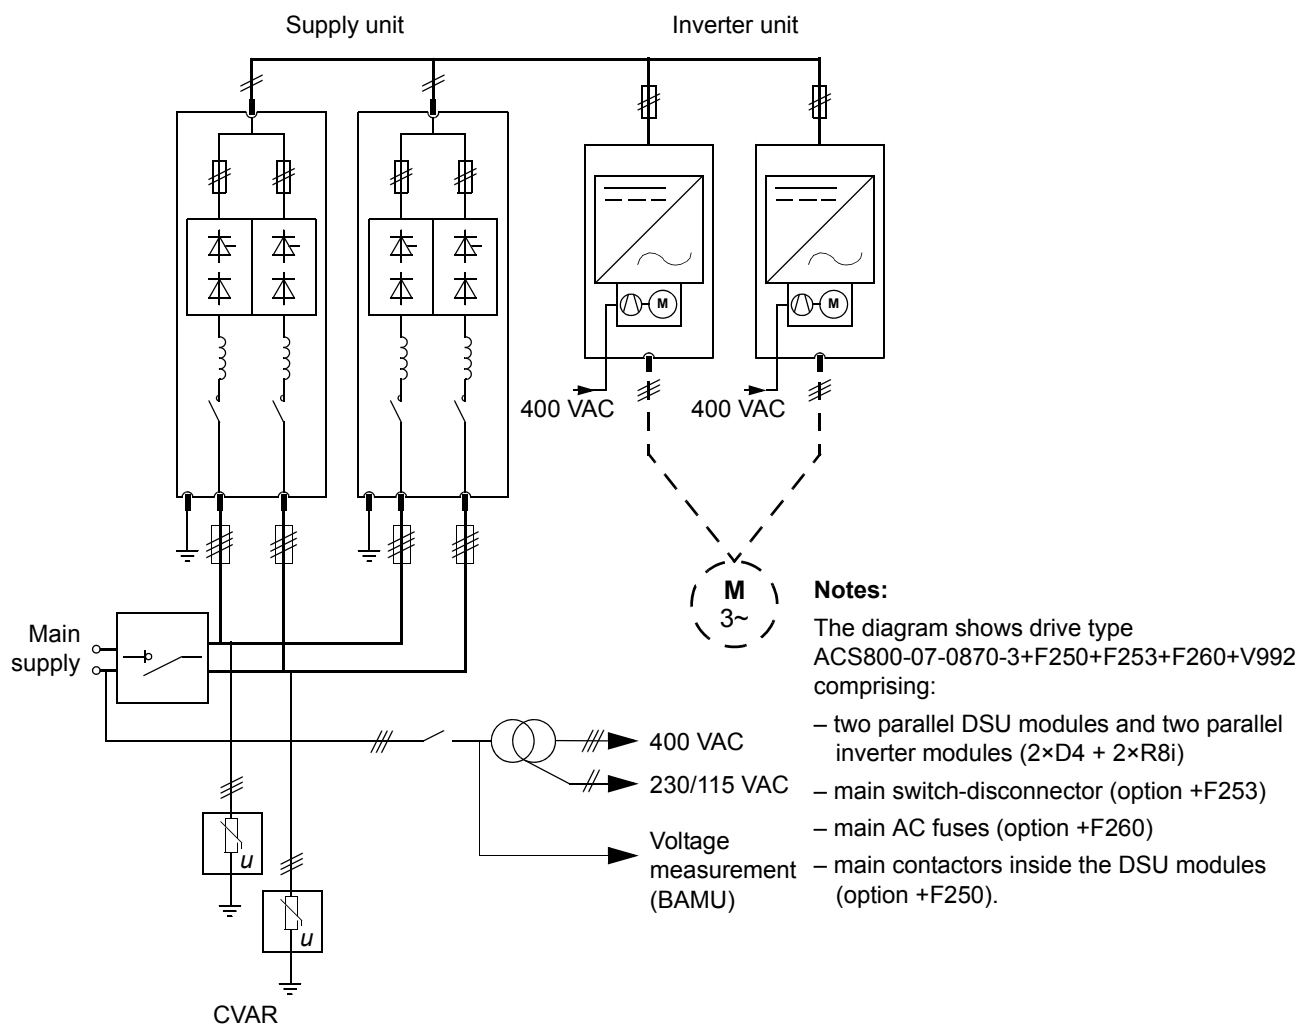 Supply unit
Inverter unit
M
M
400 VAC
400 VAC
M
3~
Main
supply
400 VAC
230/115 VAC
Voltage
measurement
(BAMU)
u
u
CVAR
Notes:
The diagram shows drive type
ACS800-07-0870-3+F250+F253+F260+V992
comprising:
– two parallel DSU modules and two parallel
inverter modules (2×D4 + 2×R8i)
– main switch-disconnector (option +F253)
– main AC fuses (option +F260)
– main contactors inside the DSU modules
(option +F250).